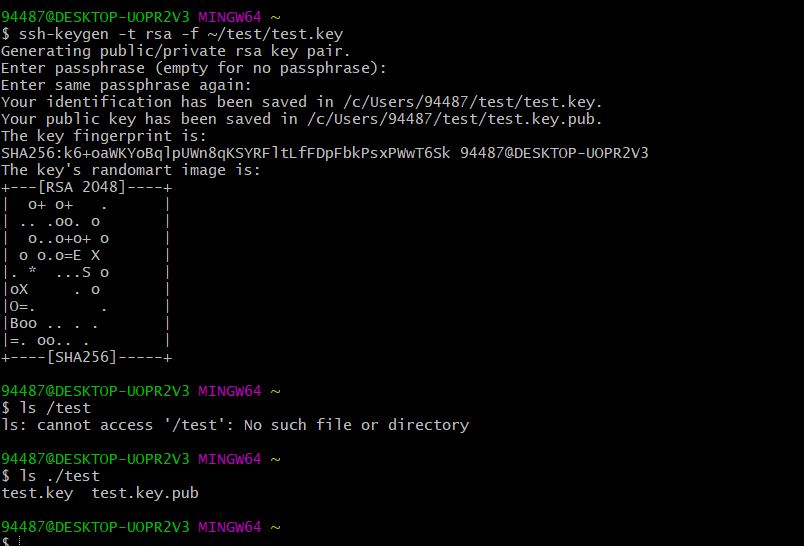 94487@DESKTOP-UOPR2V3 MINGW64 ~
$ ssh-keygen -t rsa -f ~/test/test.key
Generating public/private rsa key pair.
Enter passphrase (empty for no passphrase):
Enter same passphrase again:
Your identification has been saved in /c/Users/94487/test/test.key.
Your public key has been saved in /c/Users/94487/test/test.key.pub.
The key fingerprint is:
SHA256:k6+oaWKYoBqlpUWn8qKSYRFltLfFDpFbkPsxPWwT6Sk 94487@DESKTOP-UOPR2V3
The key's randomart image is:
+---[RSA 2048]----+
|  o+ o+   .      |
| .. .oo. o       |
|  o..o+o+ o      |
| o o.o=E X       |
|. *  ...S o      |
|oX     . o       |
|O=.       .      |
|Boo .. . .       |
|=. oo.. .        |
+----[SHA256]-----+
94487@DESKTOP-UOPR2V3 MINGW64 ~
$ ls /test
ls: cannot access '/test': No such file or directory
94487@DESKTOP-UOPR2V3 MINGW64 ~
$ ls ./test
test.key  test.key.pub
94487@DESKTOP-UOPR2V3 MINGW64 ~
$